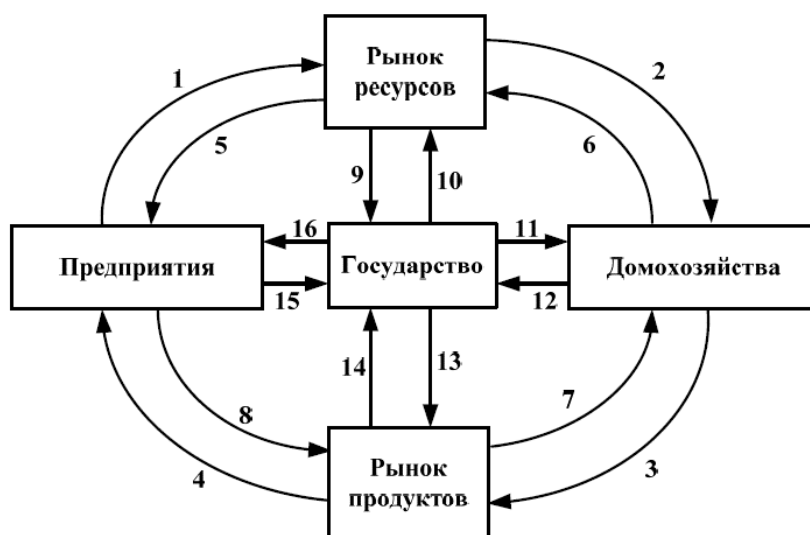 Рынок
ресурсов
1
2
5
6
9
10
Предприятия
16
Государство
11
Домохозяйства
15
12
14
13
8
7
4
Рынок
продуктов
3